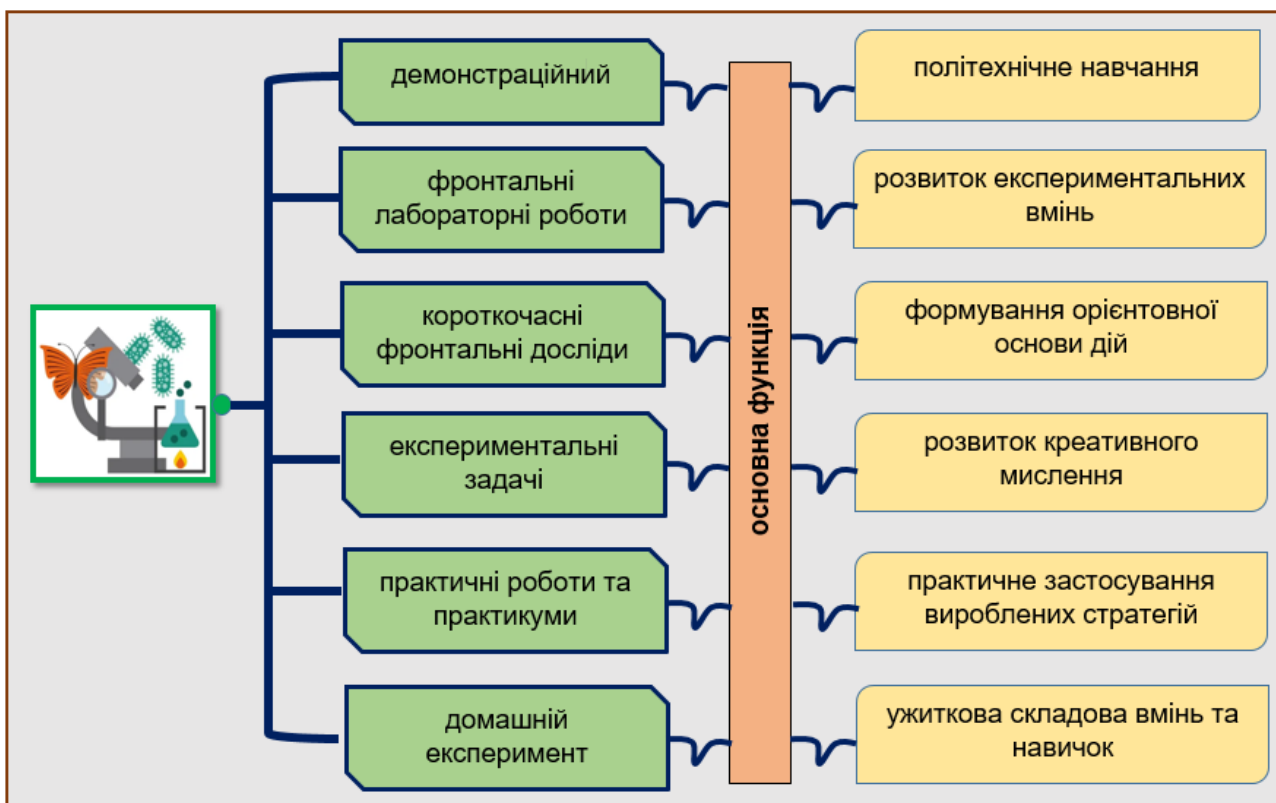 демонстраційний
політехнічне навчання
фронтальні
лабораторні роботи
розвиток експериментальних
вмінь
короткочасні
фронтальні досліди
основна функція
формування орієнтовної
основи дій
експериментальні
задачі
розвиток креативного
мислення
практичні роботи та
практикуми
практичне застосування
вироблених стратегій
домашній
експеримент
ужиткова складова вмінь та
навичок